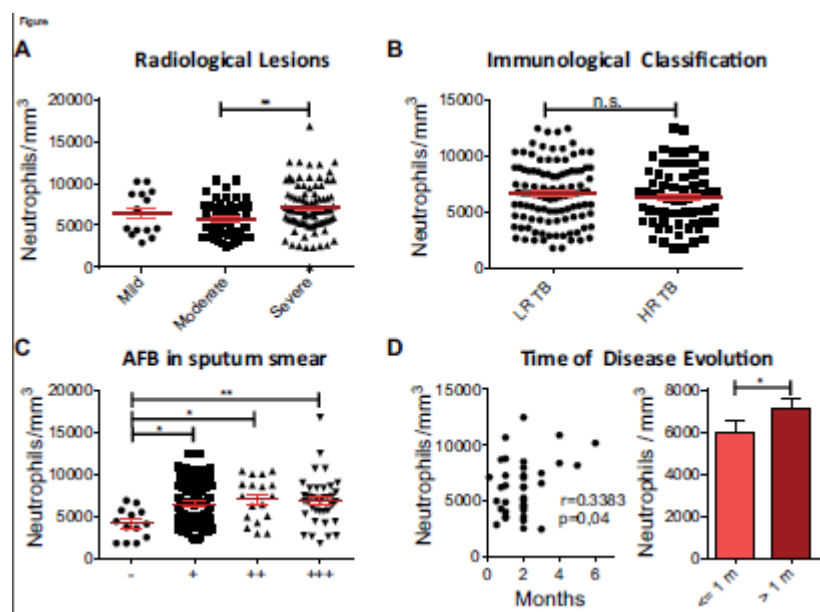 Figure
A
Radiological Lesions
Neutrophils/mm³
20000
15000
10000
5000
0
**
Mild
Moderate
Severe
B
Immunological Classification
Neutrophils/mm³
15000
10000
5000
0
n.s.
LR TB
HR TB
C
AFB in sputum smear
Neutrophils/mm³
20000
15000
10000
5000
0
**
*
*
-
+
++
+++
D
Time of Disease Evolution
Neutrophils/mm³
15000
10000
5000
0
r=0.3383
p=0,04
0
2
4
6
Months
Neutrophils / mm³
8000
6000
4000
2000
0
*
<= 1 m
> 1 m